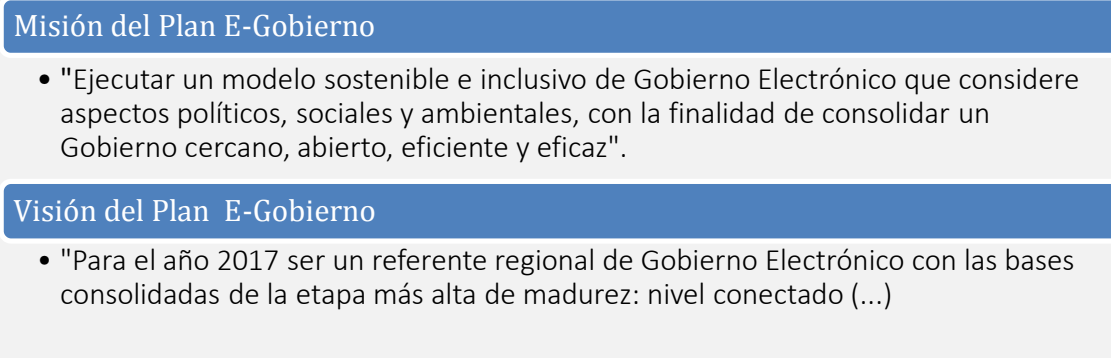 Misión del Plan E-Gobierno
• "Ejecutar un modelo sostenible e inclusivo de Gobierno Electrónico que considere
aspectos políticos, sociales y ambientales, con la finalidad de consolidar un
Gobierno cercano, abierto, eficiente y eficaz".
Visión del Plan  E-Gobierno
• "Para el año 2017 ser un referente regional de Gobierno Electrónico con las bases
consolidadas de la etapa más alta de madurez: nivel conectado (...)